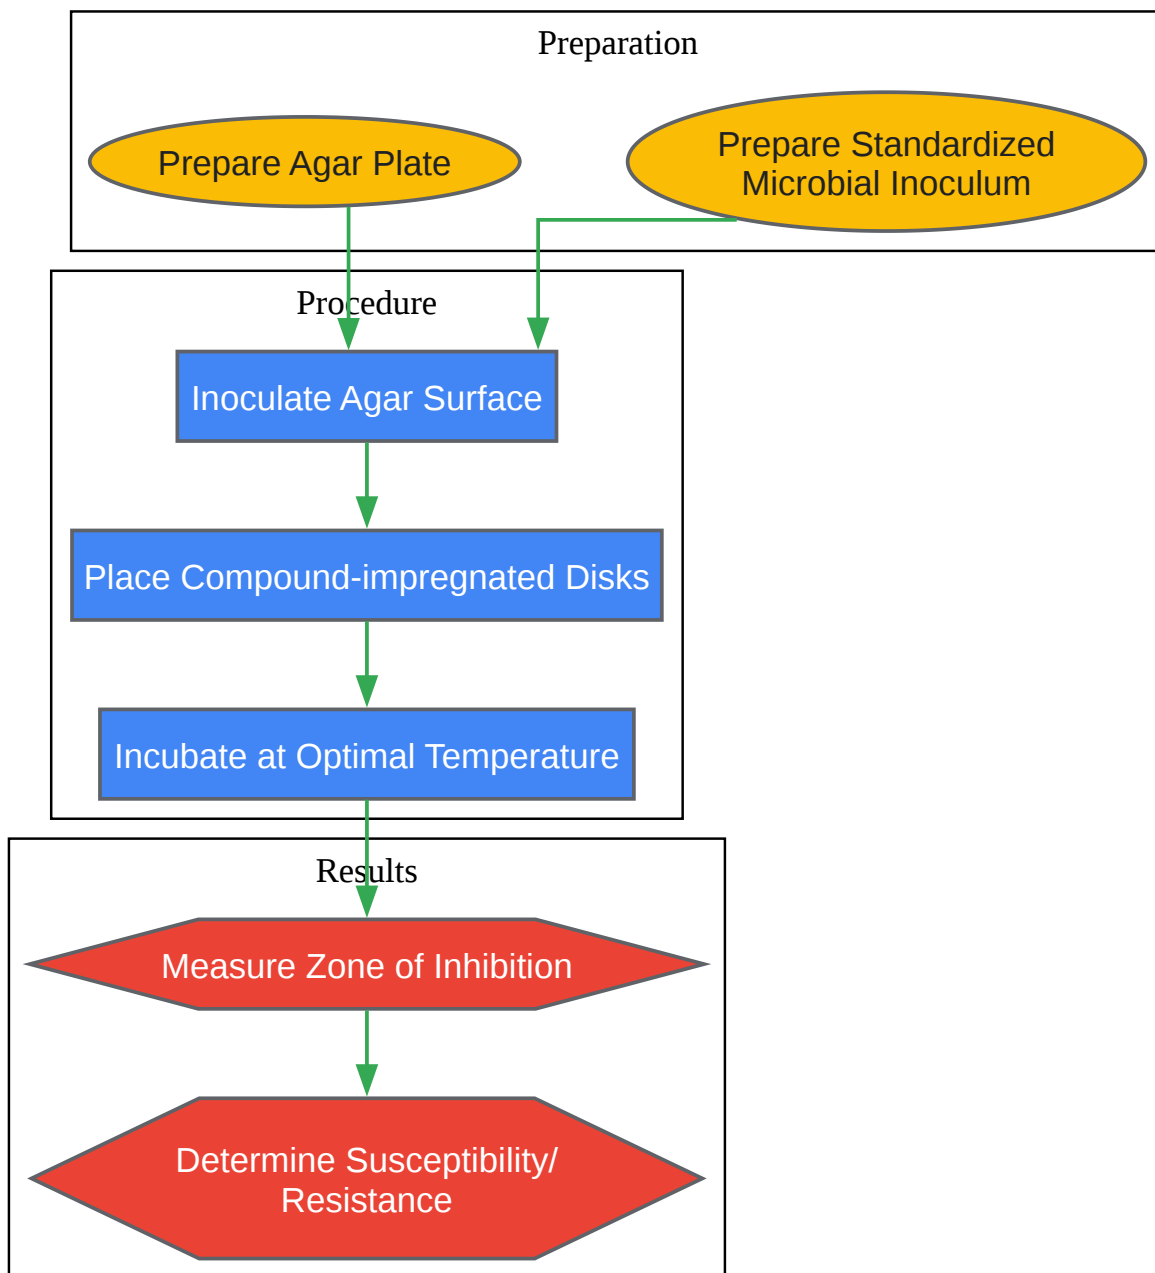 Preparation
Prepare Agar Plate
Prepare Standardized
Microbial Inoculum
Procedure
Inoculate Agar Surface
Place Compound-impregnated Disks
Incubate at Optimal Temperature
Results
Measure Zone of Inhibition
Determine Susceptibility/
Resistance